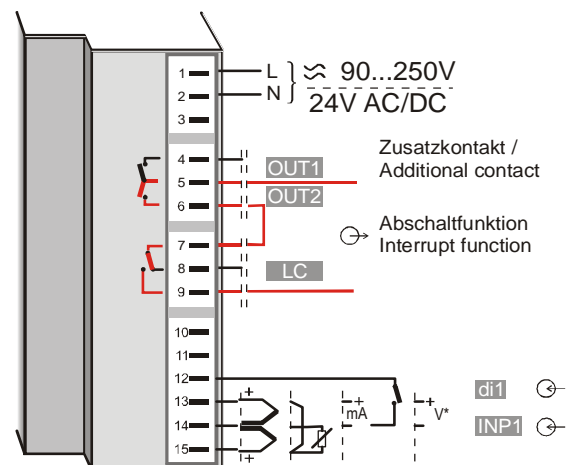 1 L 90...250V
2 N 24V AC/DC
3
4 Zusatzkontakt /
OUT1 Additional contact
5
OUT2
6
Abschaltfunktion
7 Interrupt function
8 LC
9
10
11
12
di1
13 + + +
mA V*
14 INP1
15 +